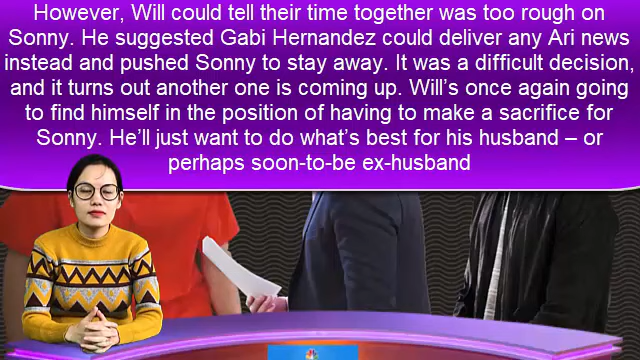 However, Will could tell their time together was too rough on
Sonny. He suggested Gabi Hernandez could deliver any Ari news
instead and pushed Sonny to stay away. It was a difficult decision,
and it turns out another one is coming up. Will’s once again going
to find himself in the position of having to make a sacrifice for
Sonny. He’ll just want to do what’s best for his husband – or
perhaps soon-to-be ex-husband